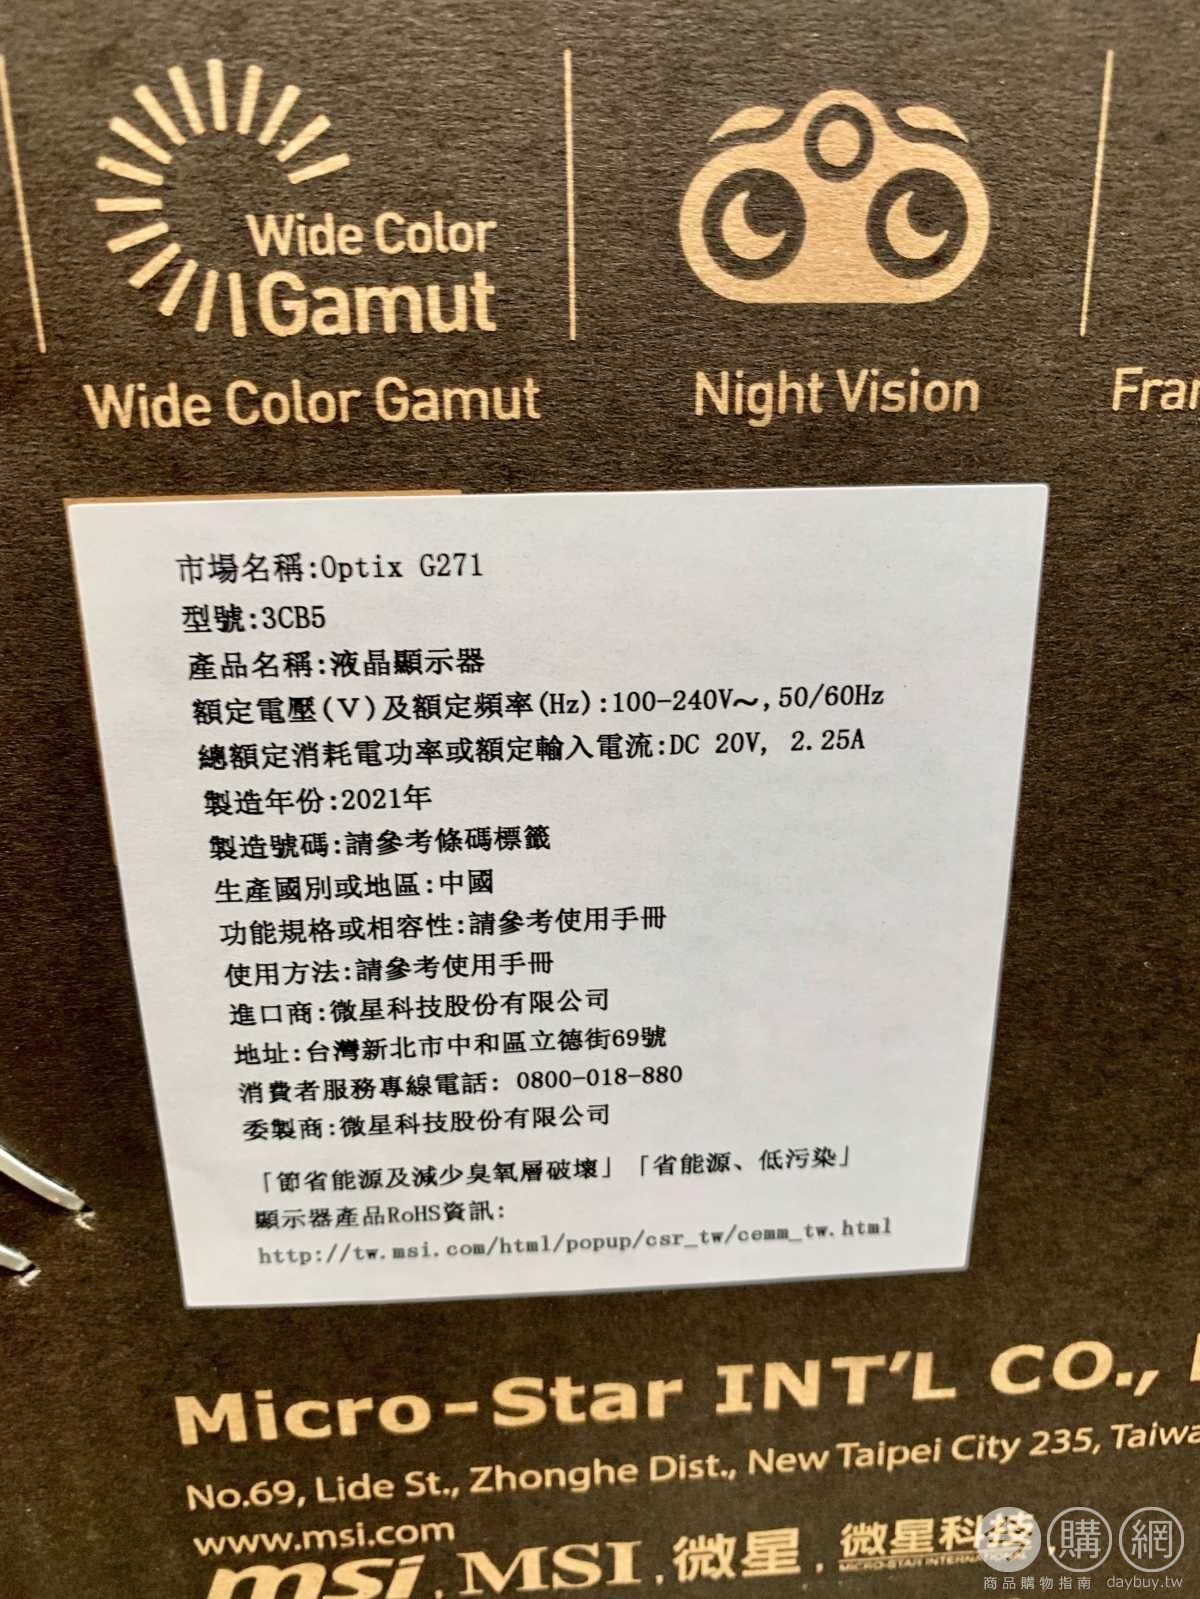 Wide Color
Gamut
Wide Color Gamut
Night Vision
Fra
市場名稱:Optix G271
型號:3CB5
產品名稱:液晶顯示器
額定電壓(V)及額定頻率(Hz):100-240V～,50/60Hz
總額定消耗電功率或額定輸入電流:DC 20V, 2.25A
製造年份:2021年
製造號碼:請參考條碼標籤
生產國別或地區:中國
功能規格或相容性:請參考使用手冊
使用方法:請參考使用手冊
進口商:微星科技股份有限公司
地址:台灣新北市中和區立德街69號
消費者服務專線電話: 0800-018-880
委製商:微星科技股份有限公司
「節省能源及減少臭氧層破壞」「省能源、低污染」
顯示器產品RoHS資訊:
http://tw.msi.com/html/popup/csr_tw/cemm_tw.html
Micro-Star INT'L CO.,
No.69, Lide St., Zhonghe Dist., New Taipei City 235, Taiwa
www.msi.com
msi, MSI, 微星, 微星科技,
MICRO-STAR INTERNATIONAL
購網
商品購物指南 daybuy.tw